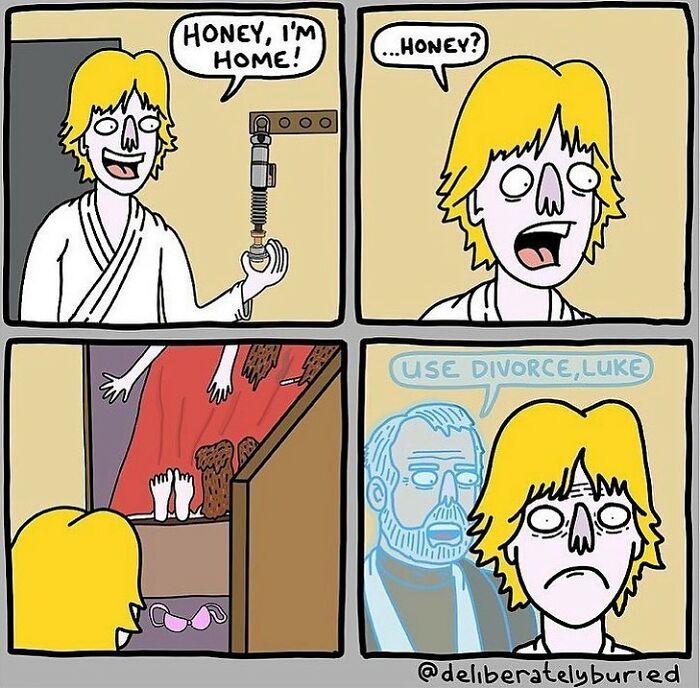 HONEY, I'M
HOME!
...HONEY?
USE DIVORCE, LUKE
@deliberatelyburied